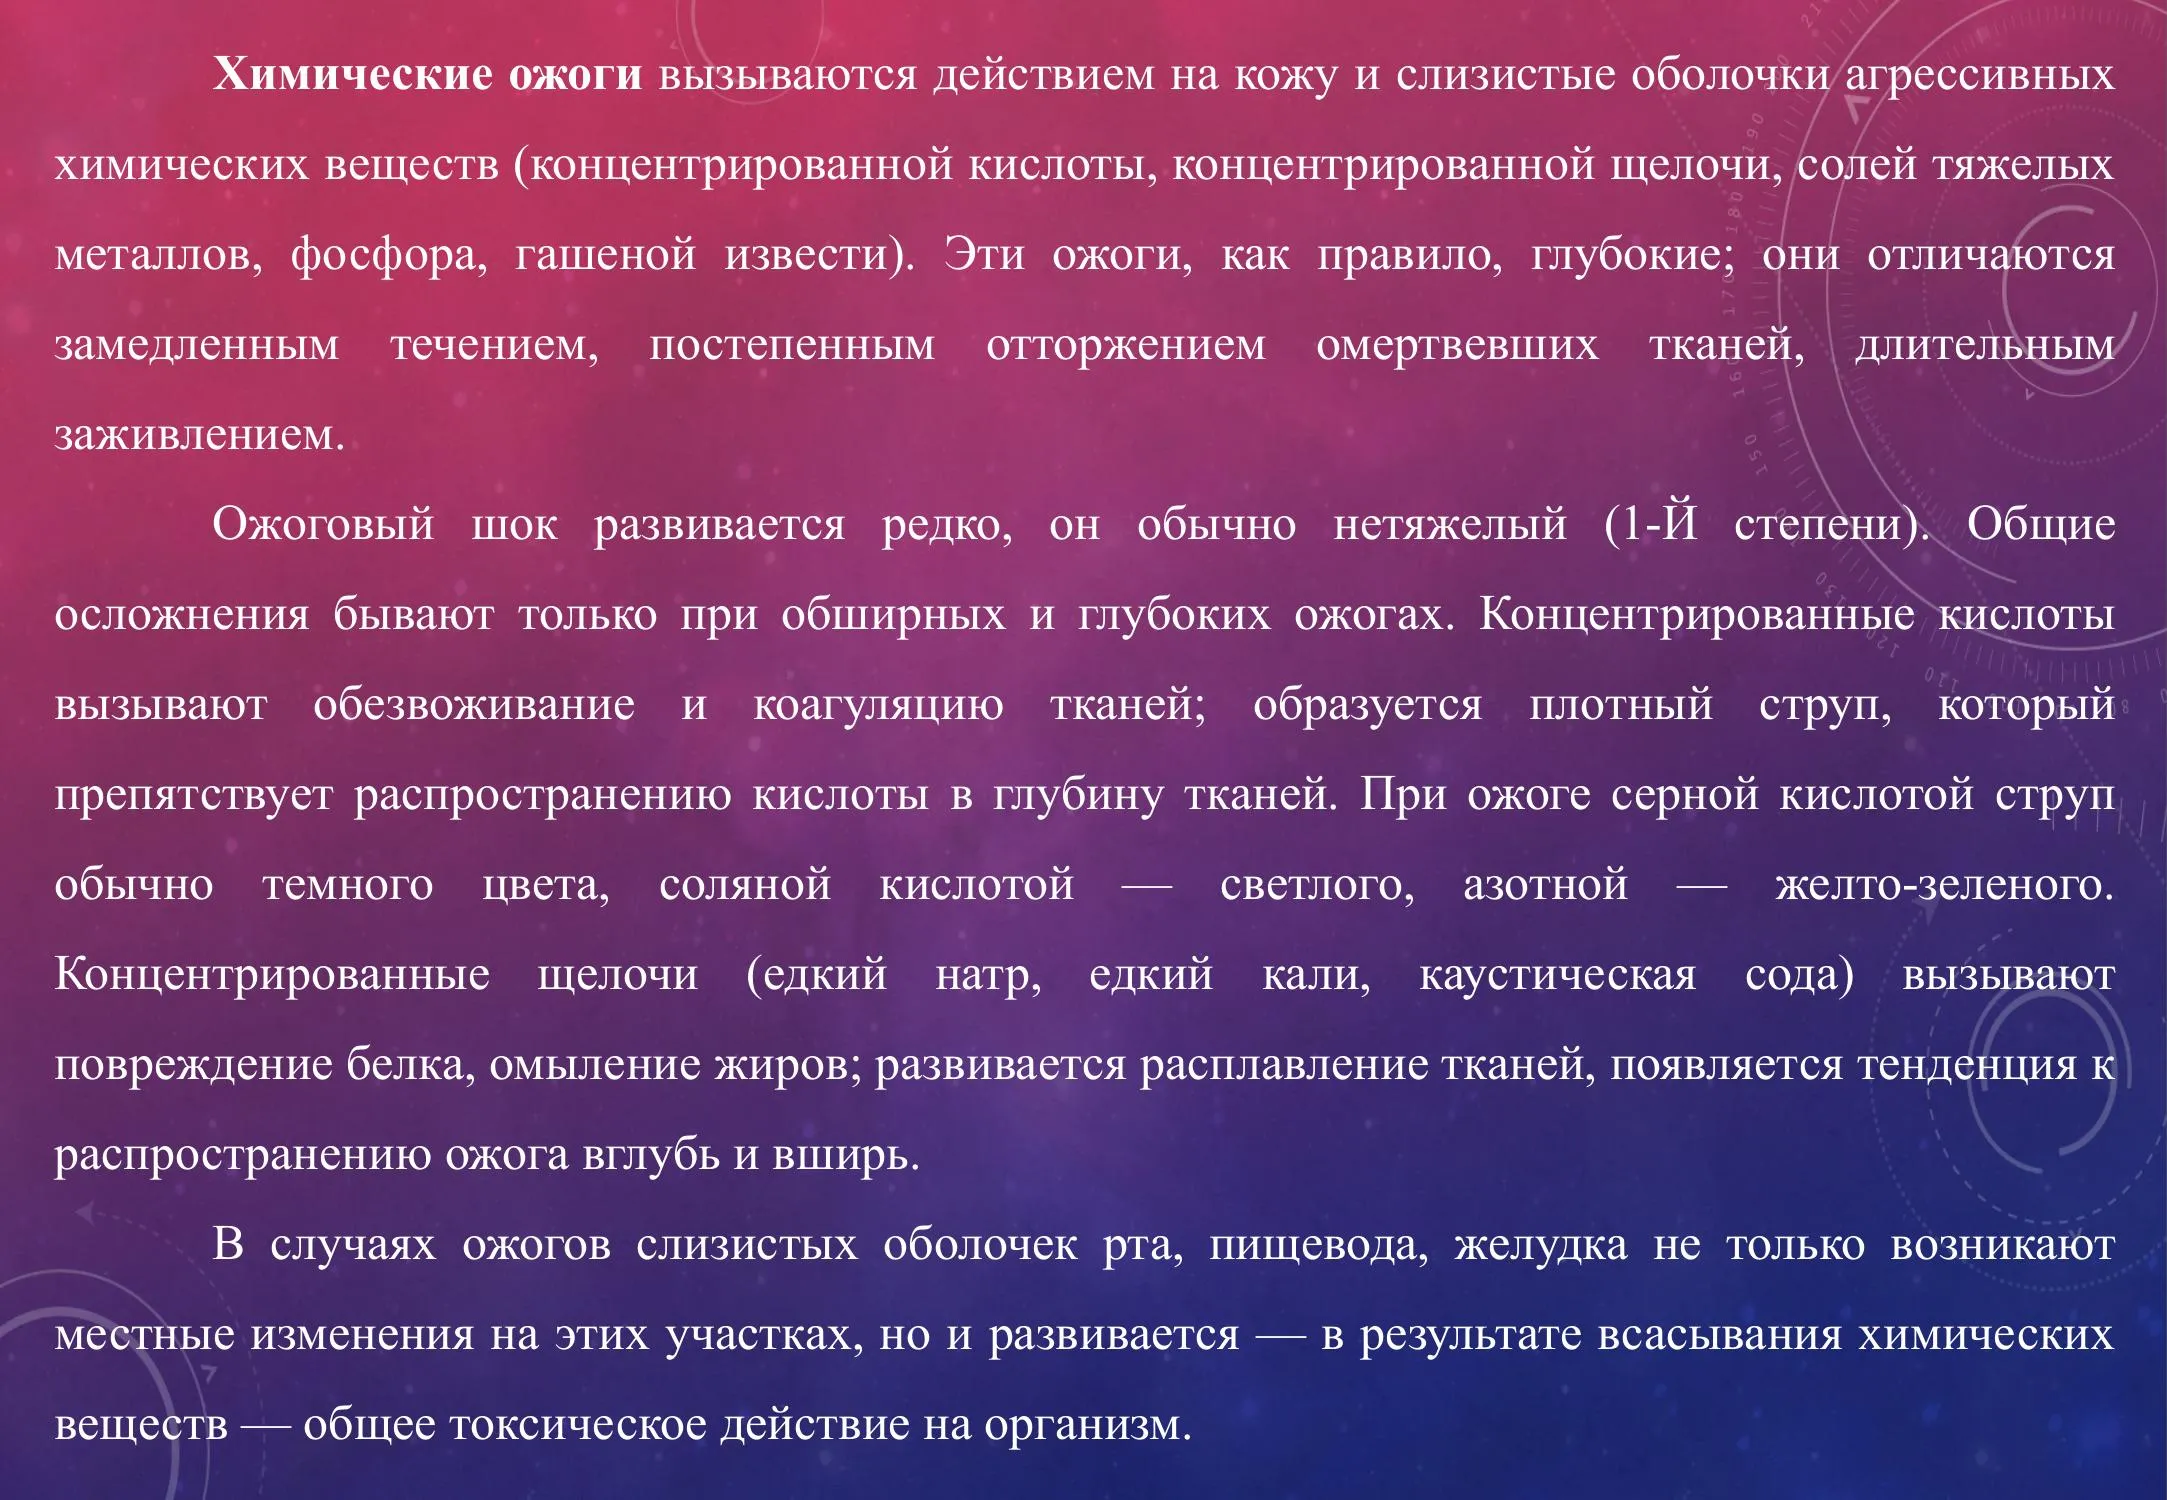 Химические ожоги вызываются действием на кожу и слизистые оболочки агрессивных
химических веществ (концентрированной кислоты, концентрированной щелочи, солей тяжелых
металлов, фосфора, гашеной извести). Эти ожоги, как правило, глубокие; они отличаются
замедленным течением, постепенным отторжением омертвевших тканей, длительным
заживлением.
Ожоговый шок развивается редко, он обычно нетяжелый (1-Й степени). Общие
осложнения бывают только при обширных и глубоких ожогах. Концентрированные кислоты
вызывают обезвоживание и коагуляцию тканей; образуется плотный струп, который
препятствует распространению кислоты в глубину тканей. При ожоге серной кислотой струп
обычно темного цвета, соляной кислотой — светлого, азотной — желто-зеленого.
Концентрированные щелочи (едкий натр, едкий кали, каустическая сода) вызывают
повреждение белка, омыление жиров; развивается расплавление тканей, появляется тенденция к
распространению ожога вглубь и вширь.
В случаях ожогов слизистых оболочек рта, пищевода, желудка не только возникают
местные изменения на этих участках, но и развивается — в результате всасывания химических
веществ — общее токсическое действие на организм.